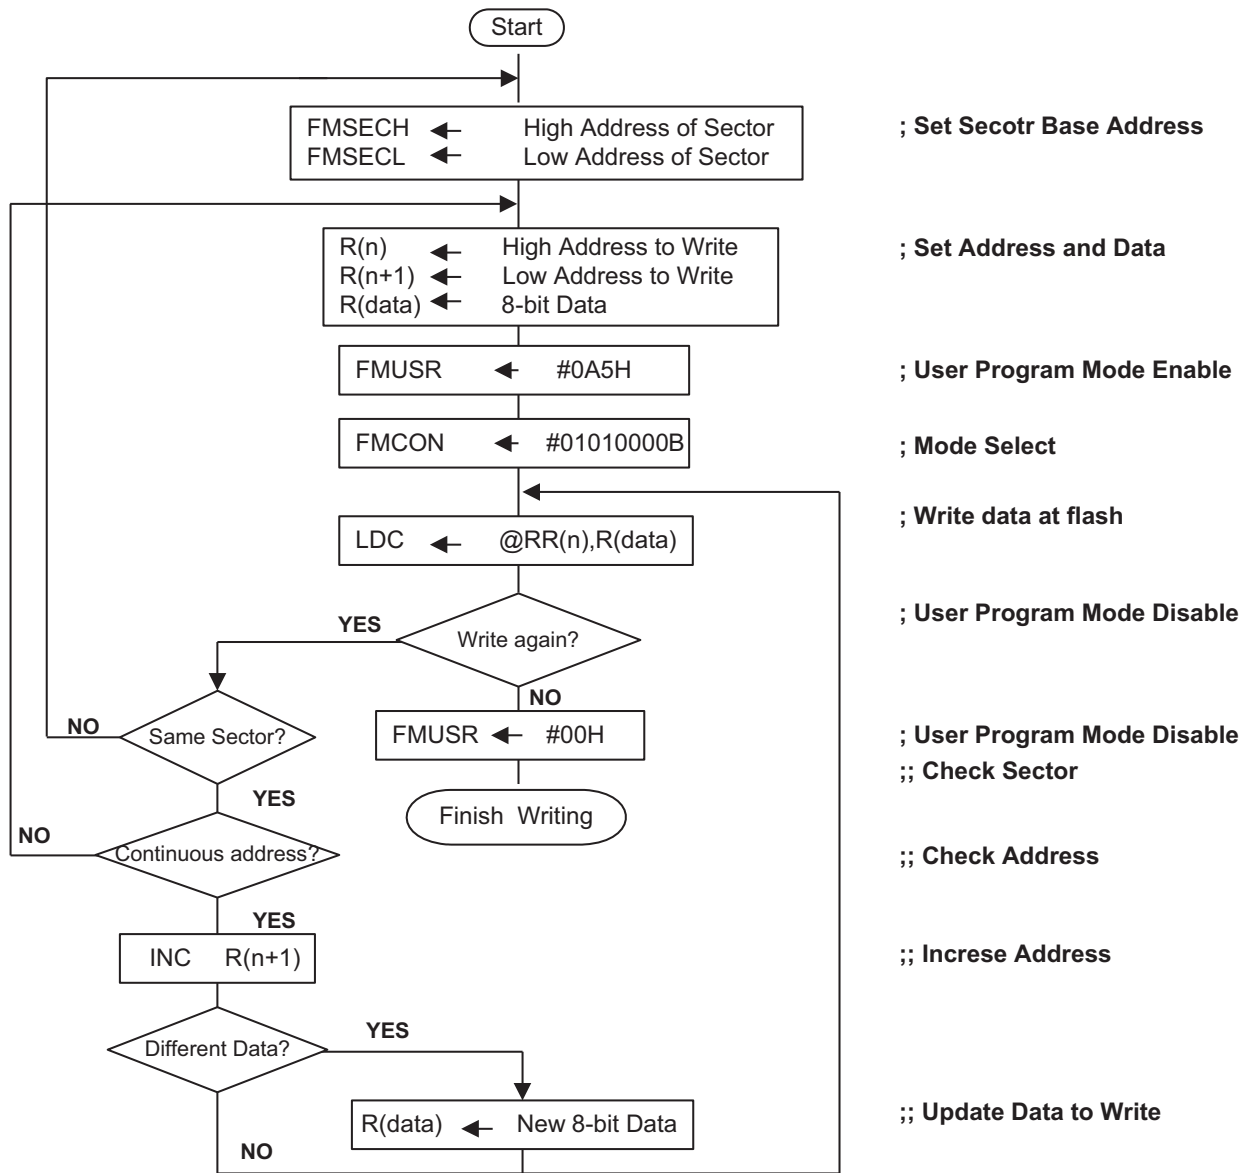 Start
FMSECH High Address of Sector ; Set Secotr Base Address
FMSECL Low Address of Sector
R(n) High Address to Write ; Set Address and Data
R(n+1) Low Address to Write
R(data) 8-bit Data
FMUSR #0A5H ; User Program Mode Enable
FMCON #01010000B ; Mode Select
; Write data at flash
LDC @RR(n),R(data)
; User Program Mode Disable
YES Write again?
NO
NO Same Sector? FMUSR #00H ; User Program Mode Disable
;; Check Sector
YES Finish Writing
NO Continuous address? ;; Check Address
YES
INC R(n+1) ;; Increse Address
YES
Different Data?
R(data) New 8-bit Data ;; Update Data to Write
NO